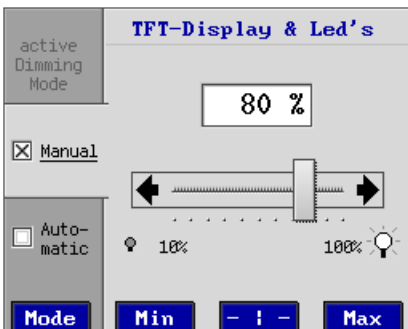 TFT-Display & Led's
active
Dimming
Mode
80 %
Manual
Auto-
matic
10%
100%
Mode
Min
- ¦ -
Max